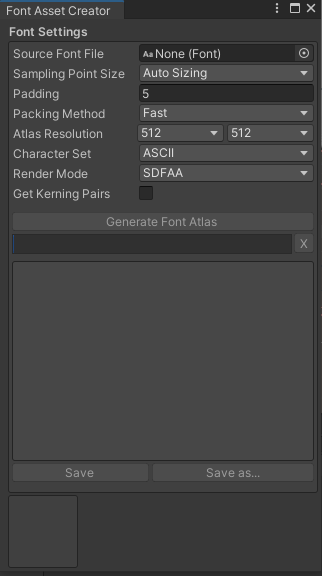 Font Asset Creator
Font Settings
Source Font File Aa None (Font)
Sampling Point Size Auto Sizing
Padding 5
Packing Method Fast
Atlas Resolution 512 512
Character Set ASCII
Render Mode SDFAA
Get Kerning Pairs
Generate Font Atlas
X
Save Save as...